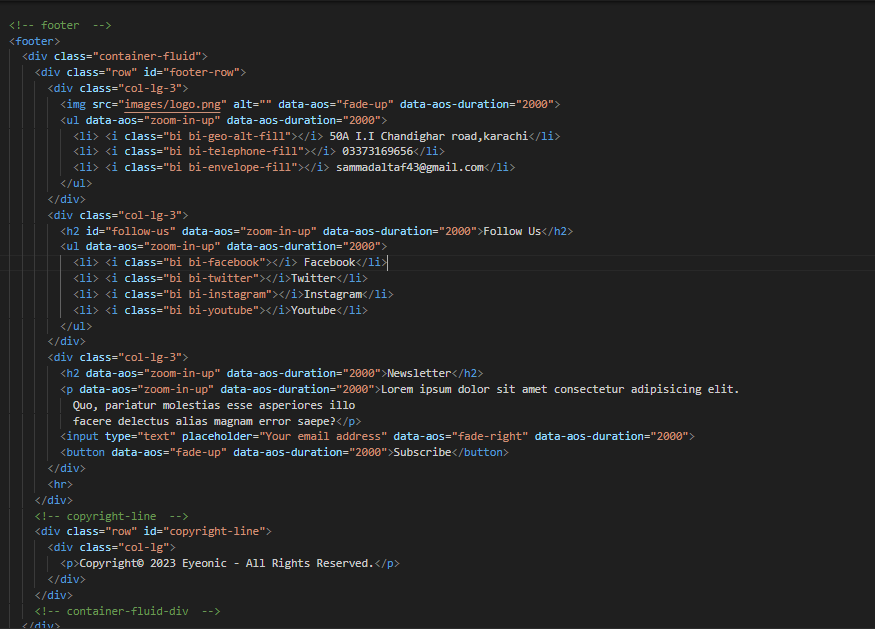 <!-- footer  -->
<footer>
<div class="container-fluid">
<div class="row" id="footer-row">
<div class="col-lg-3">
<img src="images/logo.png" alt="" data-aos="fade-up" data-aos-duration="2000">
<ul data-aos="zoom-in-up" data-aos-duration="2000">
<li> <i class="bi bi-geo-alt-fill"></i> 50A I.I Chandighar road,karachi</li>
<li> <i class="bi bi-telephone-fill"></i> 03373169656</li>
<li> <i class="bi bi-envelope-fill"></i> sammadaltaf43@gmail.com</li>
</ul>
</div>
<div class="col-lg-3">
<h2 id="follow-us" data-aos="zoom-in-up" data-aos-duration="2000">Follow Us</h2>
<ul data-aos="zoom-in-up" data-aos-duration="2000">
<li> <i class="bi bi-facebook"></i> Facebook</li>
<li> <i class="bi bi-twitter"></i>Twitter</li>
<li> <i class="bi bi-instagram"></i>Instagram</li>
<li> <i class="bi bi-youtube"></i>Youtube</li>
</ul>
</div>
<div class="col-lg-3">
<h2 data-aos="zoom-in-up" data-aos-duration="2000">Newsletter</h2>
<p data-aos="zoom-in-up" data-aos-duration="2000">Lorem ipsum dolor sit amet consectetur adipisicing elit.
Quo, pariatur molestias esse asperiores illo
facere delectus alias magnam error saepe?</p>
<input type="text" placeholder="Your email address" data-aos="fade-right" data-aos-duration="2000">
<button data-aos="fade-up" data-aos-duration="2000">Subscribe</button>
</div>
<hr>
</div>
<!-- copyright-line  -->
<div class="row" id="copyright-line">
<div class="col-lg">
<p>Copyright© 2023 Eyeonic - All Rights Reserved.</p>
</div>
</div>
<!-- container-fluid-div  -->
</div>